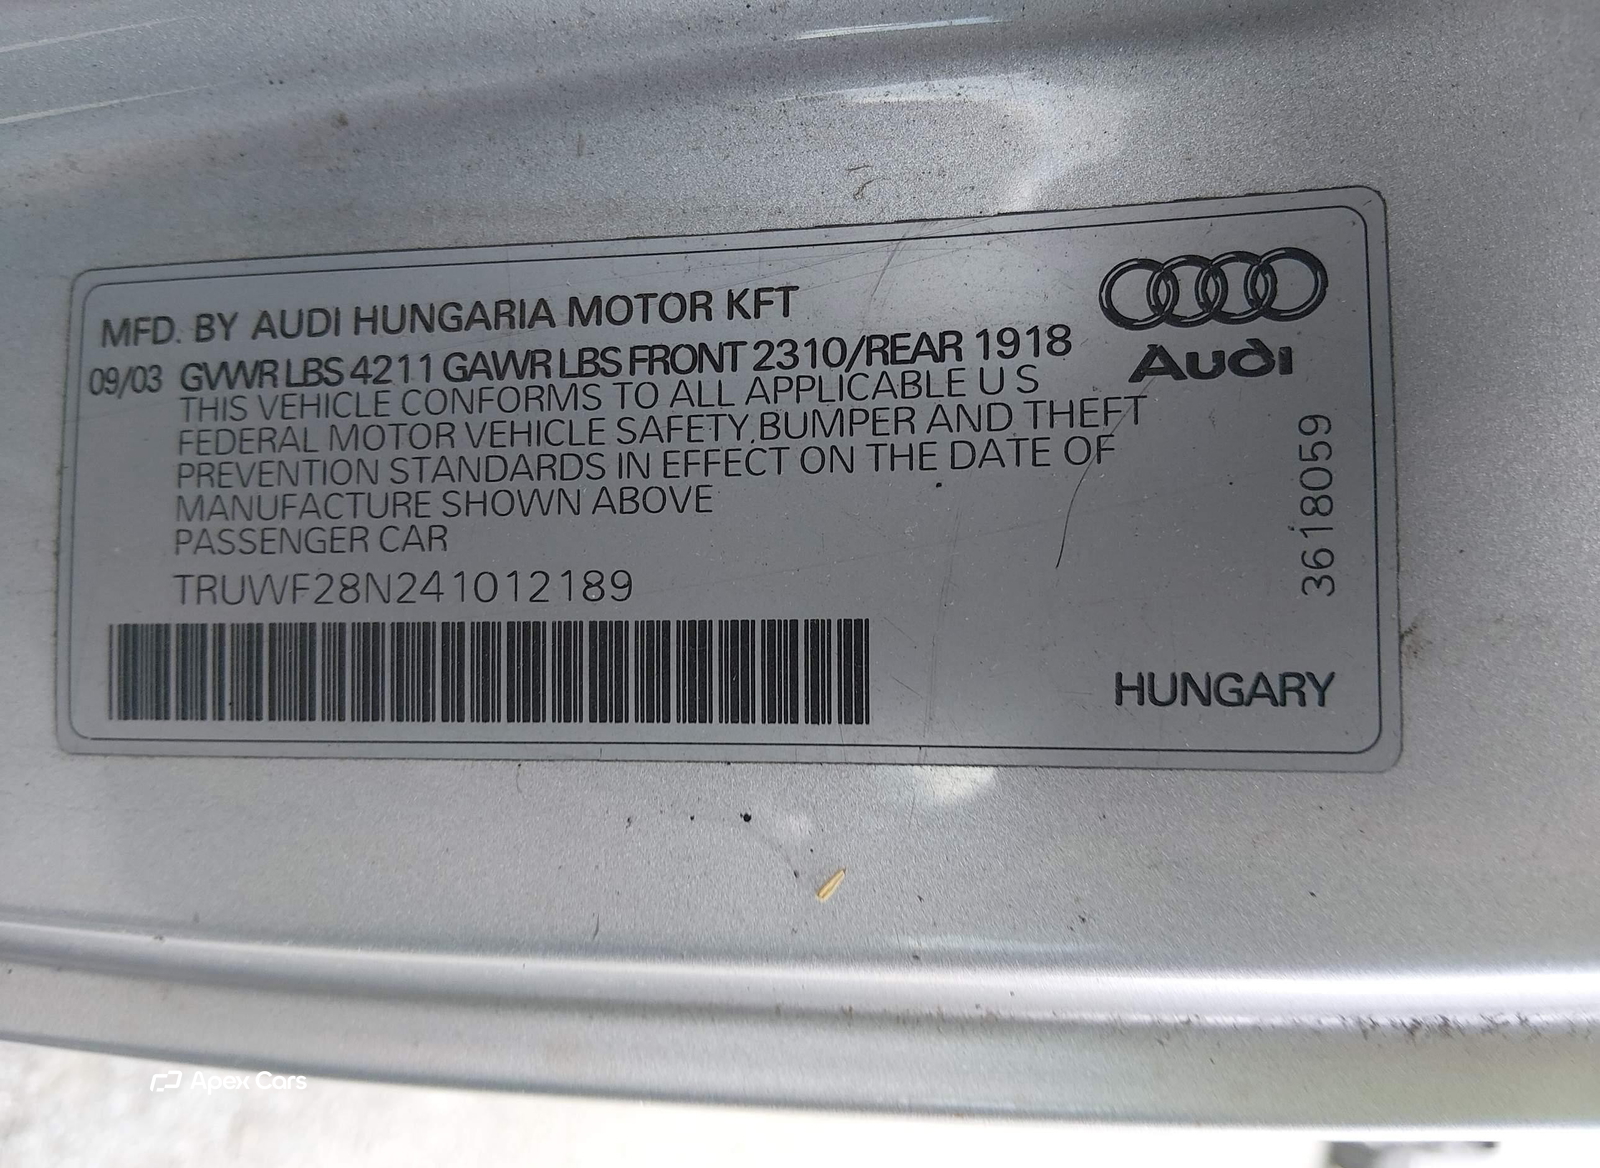 MFD. BY AUDI HUNGARIA MOTOR KFT
09/03 GVWR LBS 4211 GAWR LBS FRONT 2310/REAR 1918
THIS VEHICLE CONFORMS TO ALL APPLICABLE U S
FEDERAL MOTOR VEHICLE SAFETY, BUMPER AND THEFT
PREVENTION STANDARDS IN EFFECT ON THE DATE OF
MANUFACTURE SHOWN ABOVE
PASSENGER CAR
TRUWF28N241012189
Audi
3618059
HUNGARY
Apex Cars